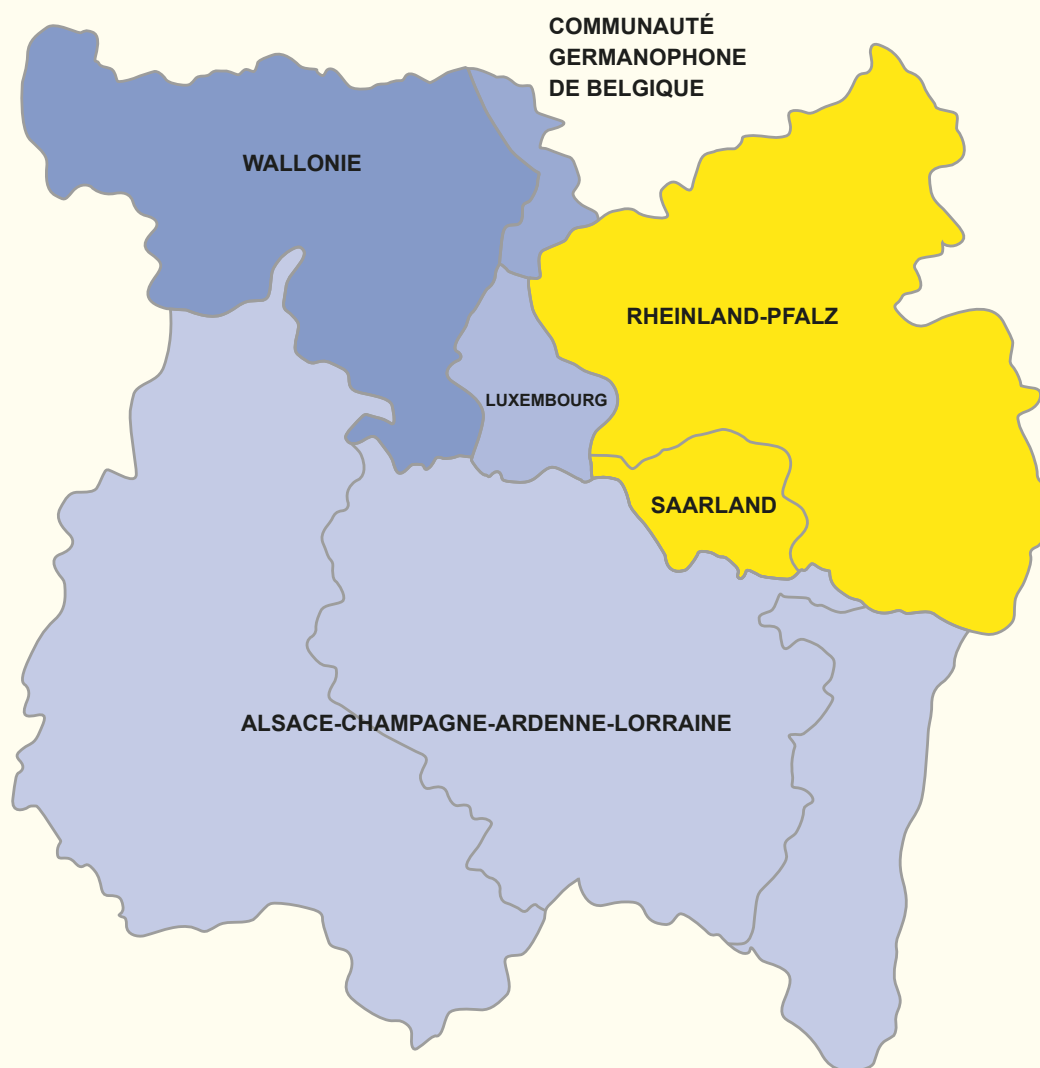 COMMUNAUTÉ
GERMANOPHONE
DE BELGIQUE
WALLONIE
RHEINLAND-PFALZ
LUXEMBOURG
SAARLAND
ALSACE-CHAMPAGNE-ARDENNE-LORRAINE